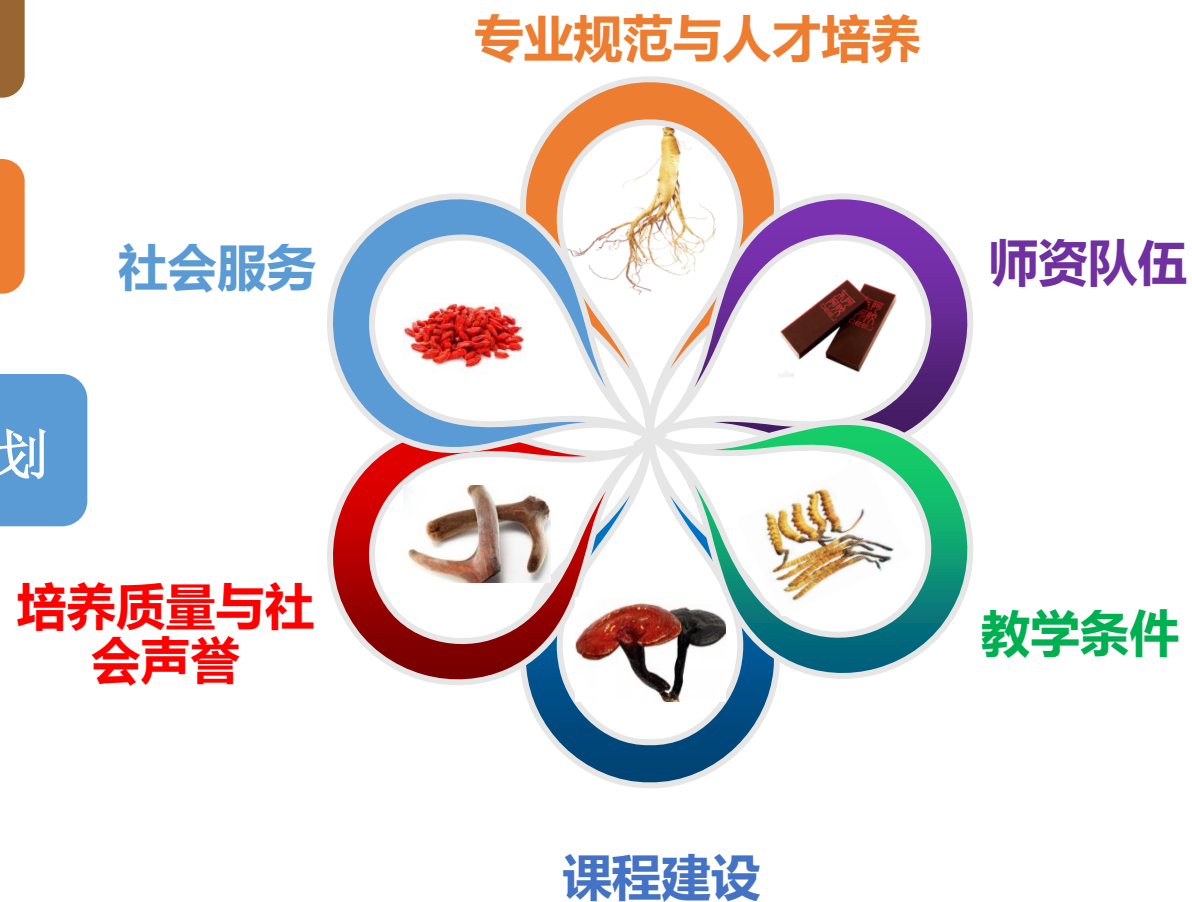 专业规范与人才培养
社会服务
师资队伍
划
培养质量与社
会声誉
教学条件
课程建设